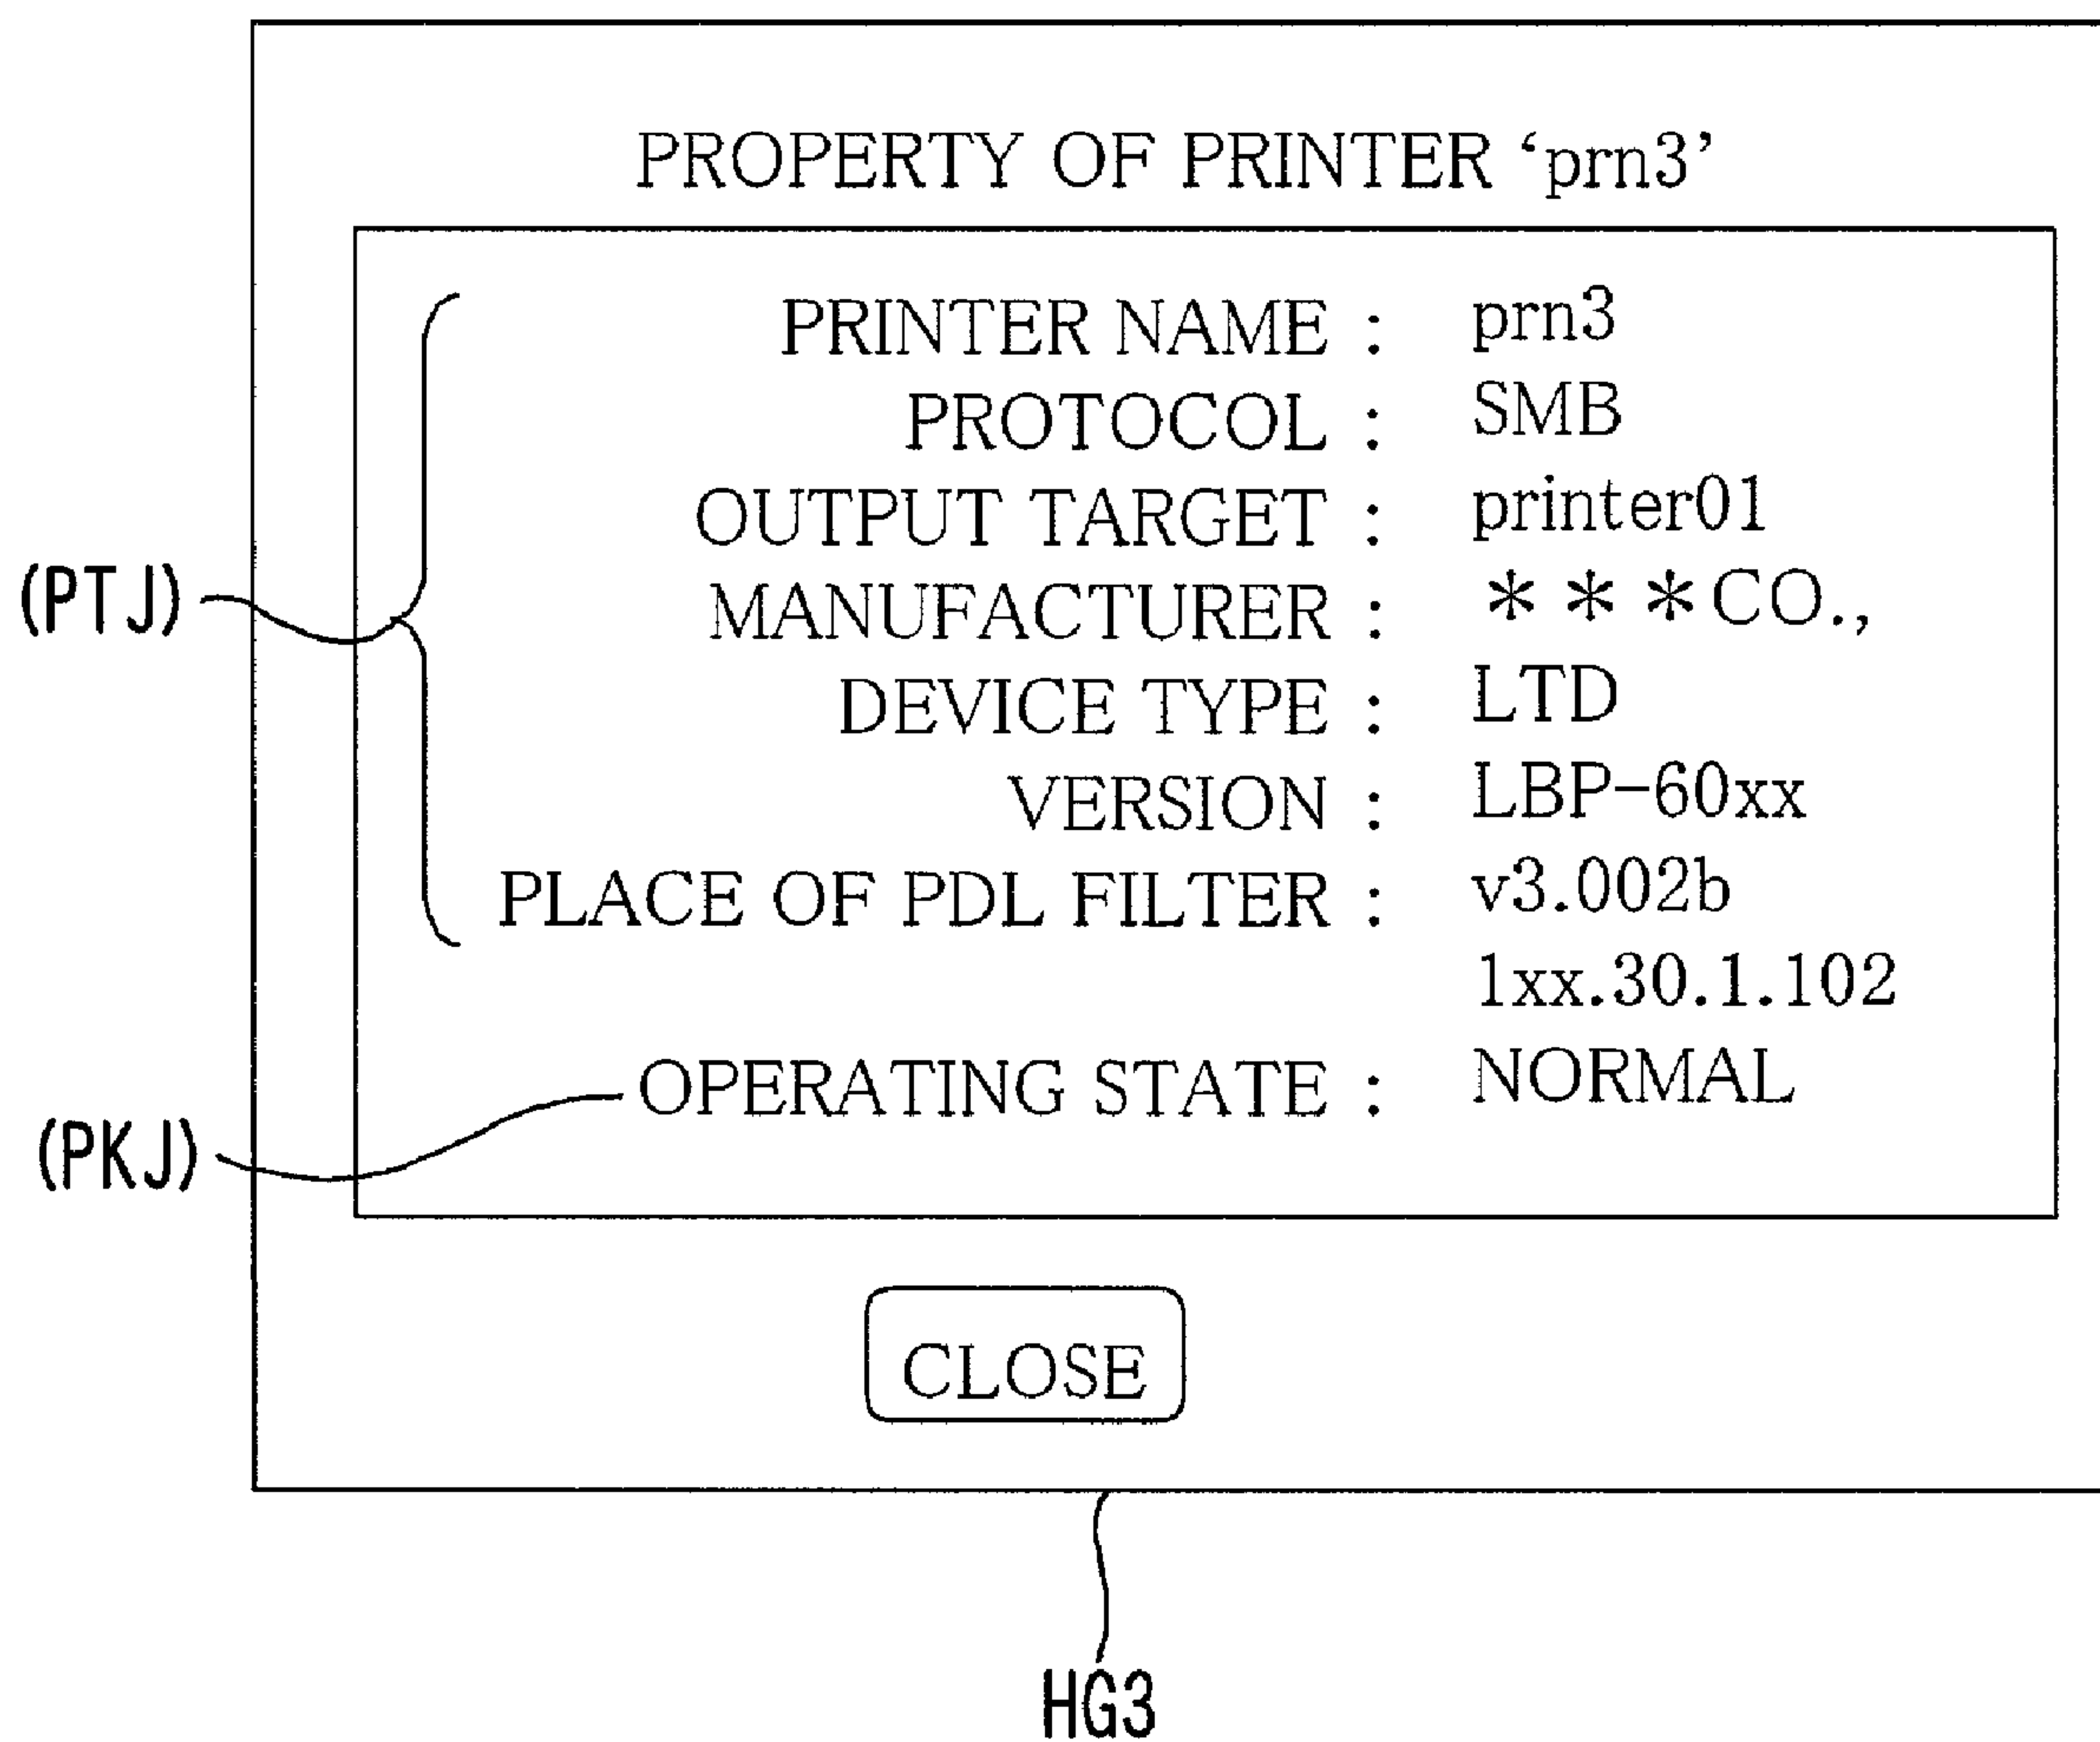 PROPERTY OF PRINTER ‘prn3’
PRINTER NAME : prn3
PROTOCOL : SMB
OUTPUT TARGET : printer01
(PTJ)
MANUFACTURER : ＊＊＊CO.,
DEVICE TYPE : LTD
VERSION : LBP-60xx
PLACE OF PDL FILTER : v3.002b
1xx.30.1.102
OPERATING STATE : NORMAL
(PKJ)
CLOSE
HG3